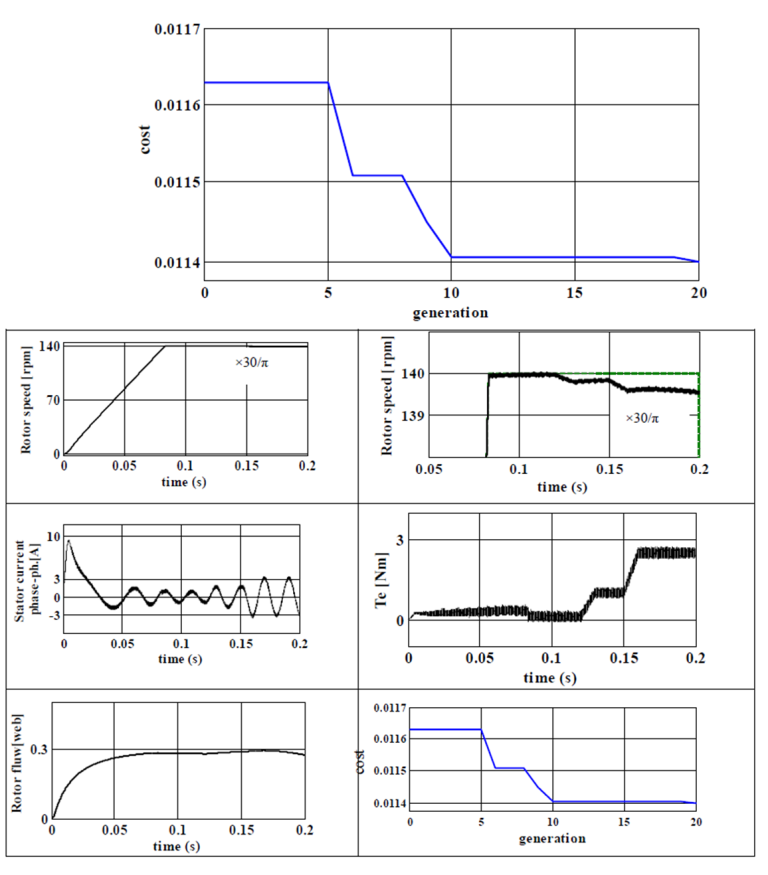 0.0117
0.0116
0.0115
0.0114
cost
0 5 10 15 20
generation
Rotor speed [rpm]
140
70
0
×30/π
0 0.05 0.1 0.15 0.2
time (s)
Rotor speed [rpm]
140
139
×30/π
0.05 0.1 0.15 0.2
time (s)
Stator current
phase-ph.[A]
10
3
0
-3
0 0.05 0.1 0.15 0.2
time (s)
Te [Nm]
3
0
0 0.05 0.1 0.15 0.2
time (s)
Rotor fluw[web]
0.3
0
0 0.05 0.1 0.15 0.2
time (s)
cost
0.0117
0.0116
0.0115
0.0114
0 5 10 15 20
generation